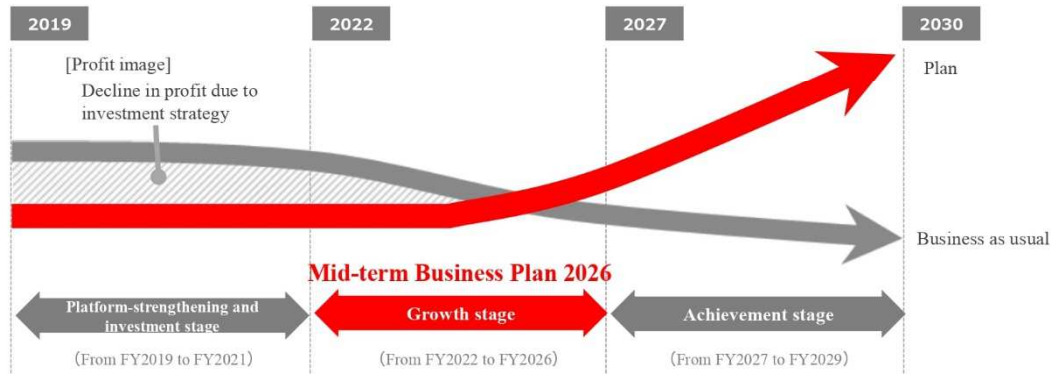 2019
2022
2027
2030
[Profit image]
Decline in profit due to
investment strategy
Plan
Business as usual
Mid-term Business Plan 2026
Platform-strengthening and
investment stage
Growth stage
Achievement stage
(From FY2019 to FY2021)
(From FY2022 to FY2026)
(From FY2027 to FY2029)